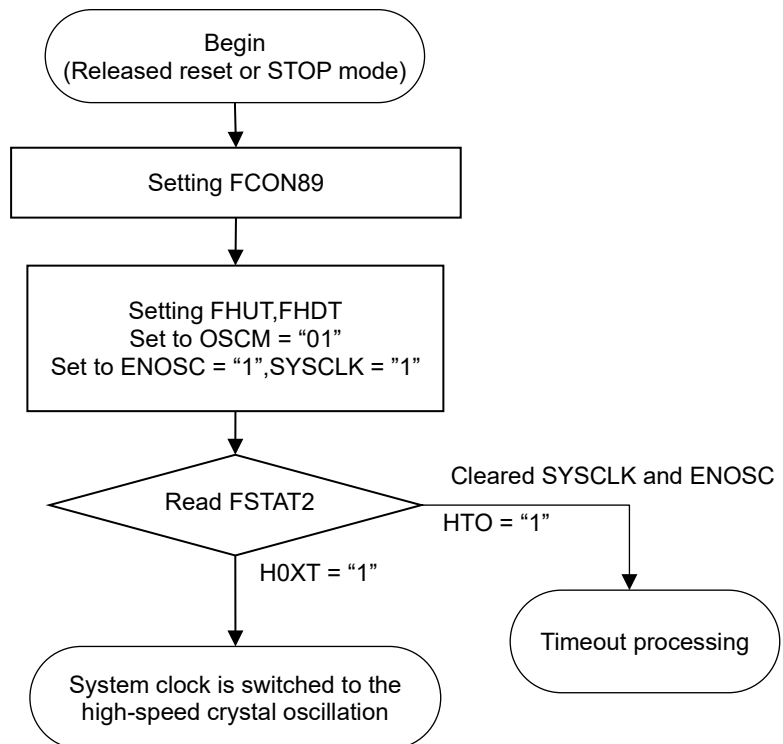 Begin
(Released reset or STOP mode)
Setting FCON89
Setting FHUT,FHDT
Set to OSCM = “01”
Set to ENOSC = “1”,SYSCLK = ”1”
Read FSTAT2
Cleared SYSCLK and ENOSC
HTO = “1”
H0XT = “1”
Timeout processing
System clock is switched to the
high-speed crystal oscillation